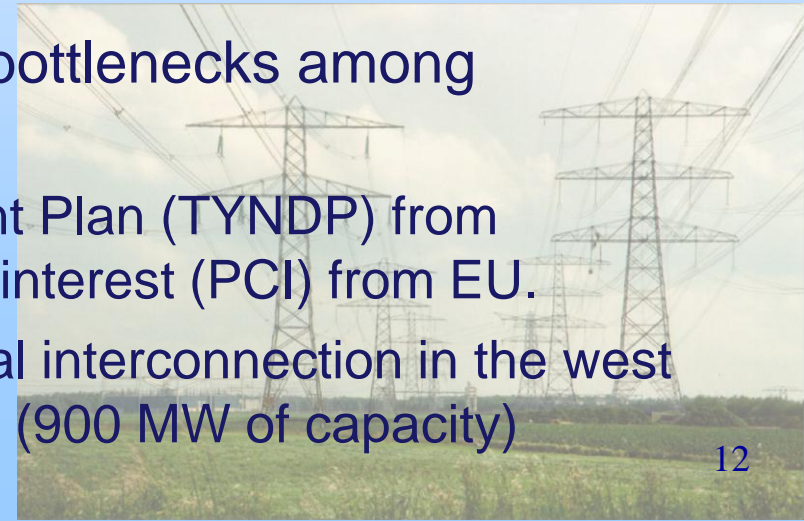 bottlenecks among
nt Plan (TYNDP) from
interest (PCI) from EU.
al interconnection in the west
(900 MW of capacity)
12